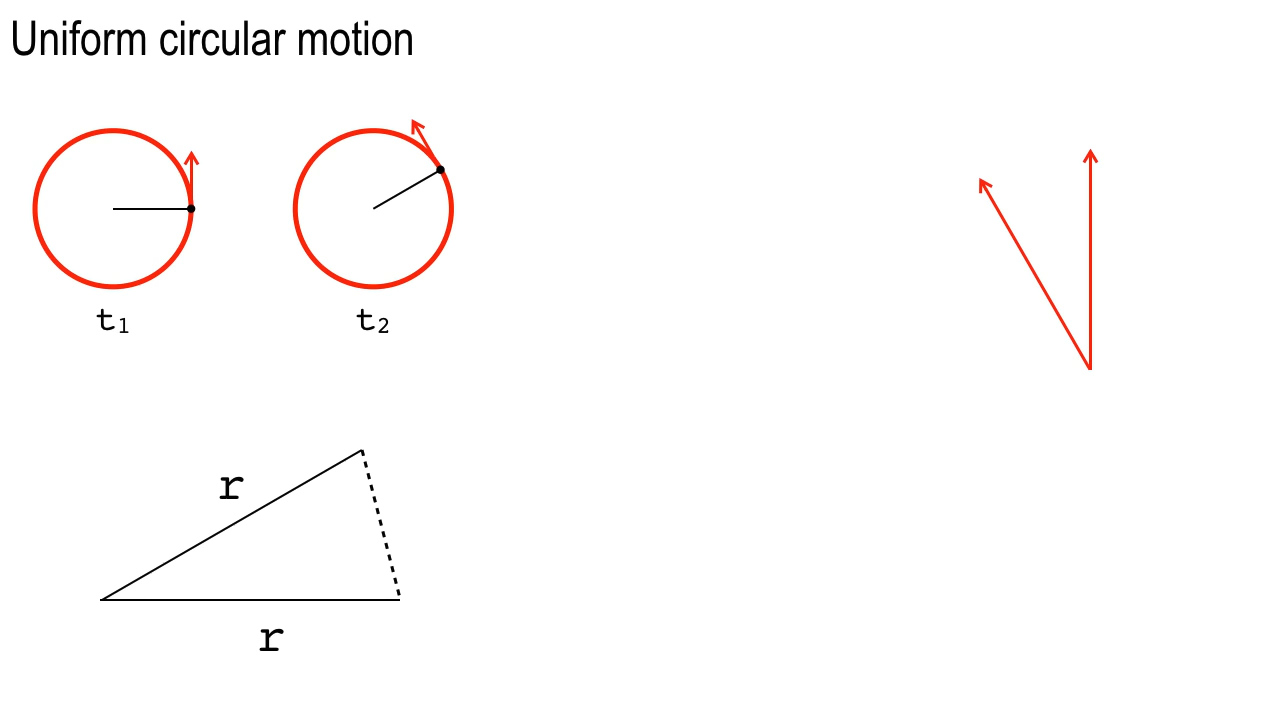 Uniform circular motion
t₁
t₂
r
r